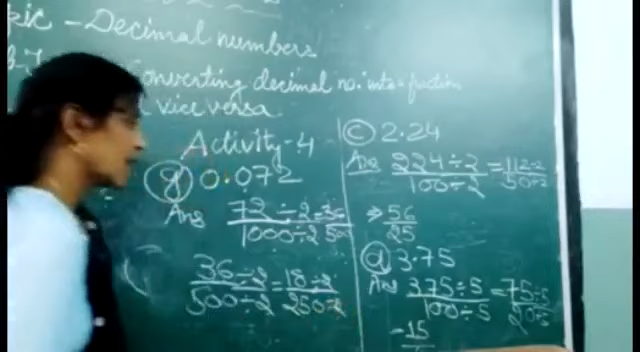 pic - Decimal numbers
Converting decimal no. into fraction
vice versa
Activity-4
g 0.072
Ans 72÷2/1000÷2 = 36/500
36÷2/500÷2 = 18÷2/250÷2
c 2.24
Ans 224÷2/100÷2 = 112÷2/50÷2
⇒ 56/25
d 3.75
Ans 375÷5/100÷5 = 75÷5/20÷5
= 15